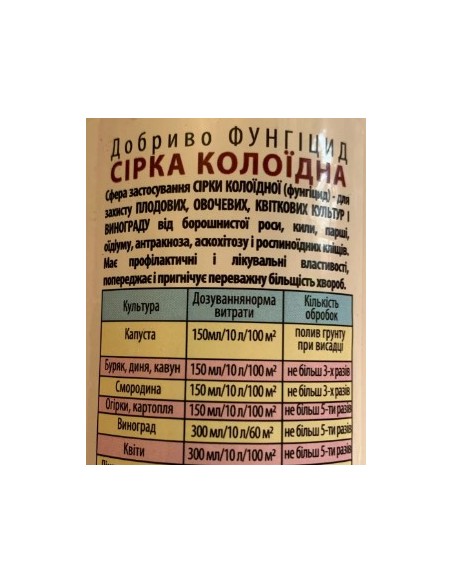 Добриво ФУНГІЦИД
СІРКА КОЛОЇДНА
Сфера застосування СІРКИ КОЛОЇДНОЇ (фунгіцид) - для
захисту ПЛОДОВИХ, ОВОЧЕВИХ, КВІТКОВИХ КУЛЬТУР І
ВИНОГРАДУ від борошнистої роси, кили, парші,
оїдіуму, антракноза, аскохітозу і рослиноїдних кліщів.
Має профілактичні і лікувальні властивості,
попереджає і пригнічує переважну більщість хвороб.
Культура Дозуваннянорма витрати Кількість обробок
Капуста 150мл/10 л/100 м² полив грунту при висадці
Буряк, диня, кавун 150 мл/10 л/100 м² не більш 3-х разів
Смородина 150 мл/10 л/100 м² не більш 3-х разів
Огірки, картопля 150 мл/10 л/100 м² не більш 5-ти разів
Виноград 300 мл/10 л/60 м² не більш 5-ти разів
Квіти 300 мл/10 л/100 м² не більш 5-ти разів